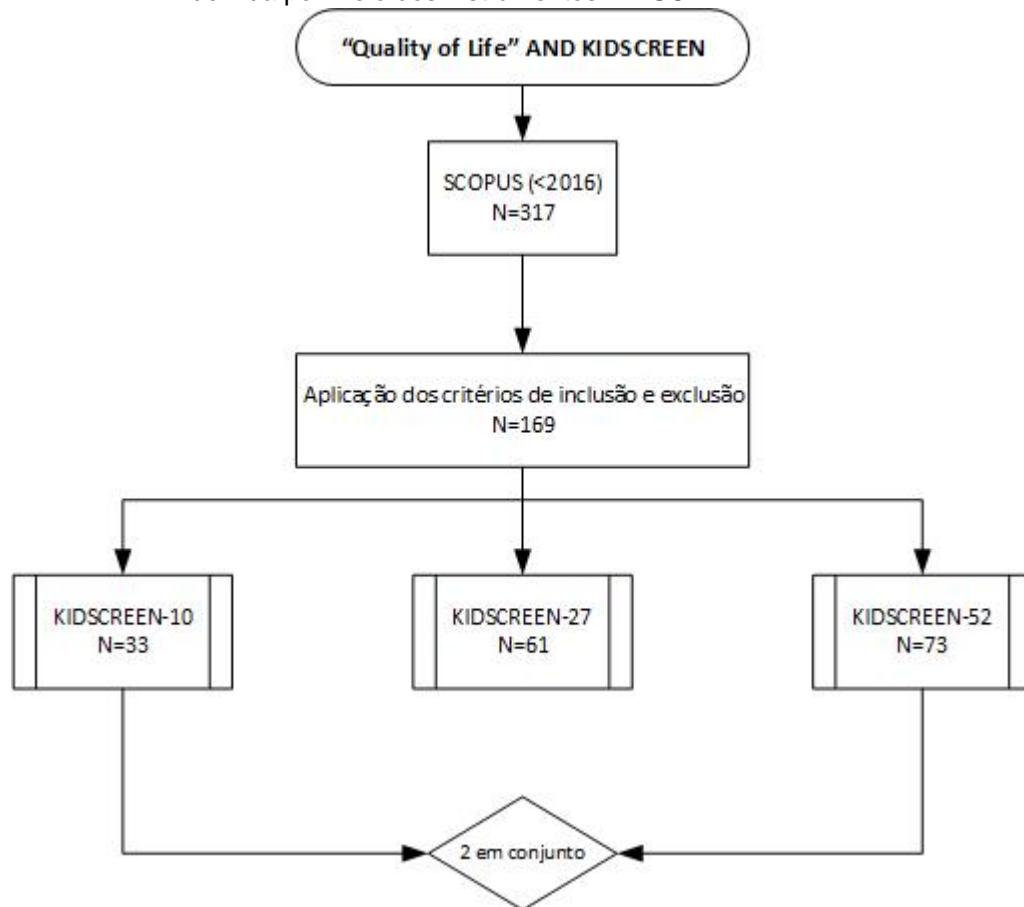 “Quality of Life” AND KIDSCREEN
SCOPUS (<2016)
N=317
Aplicação dos critérios de inclusão e exclusão
N=169
KIDSCREEN-10
N=33
KIDSCREEN-27
N=61
KIDSCREEN-52
N=73
2 em conjunto